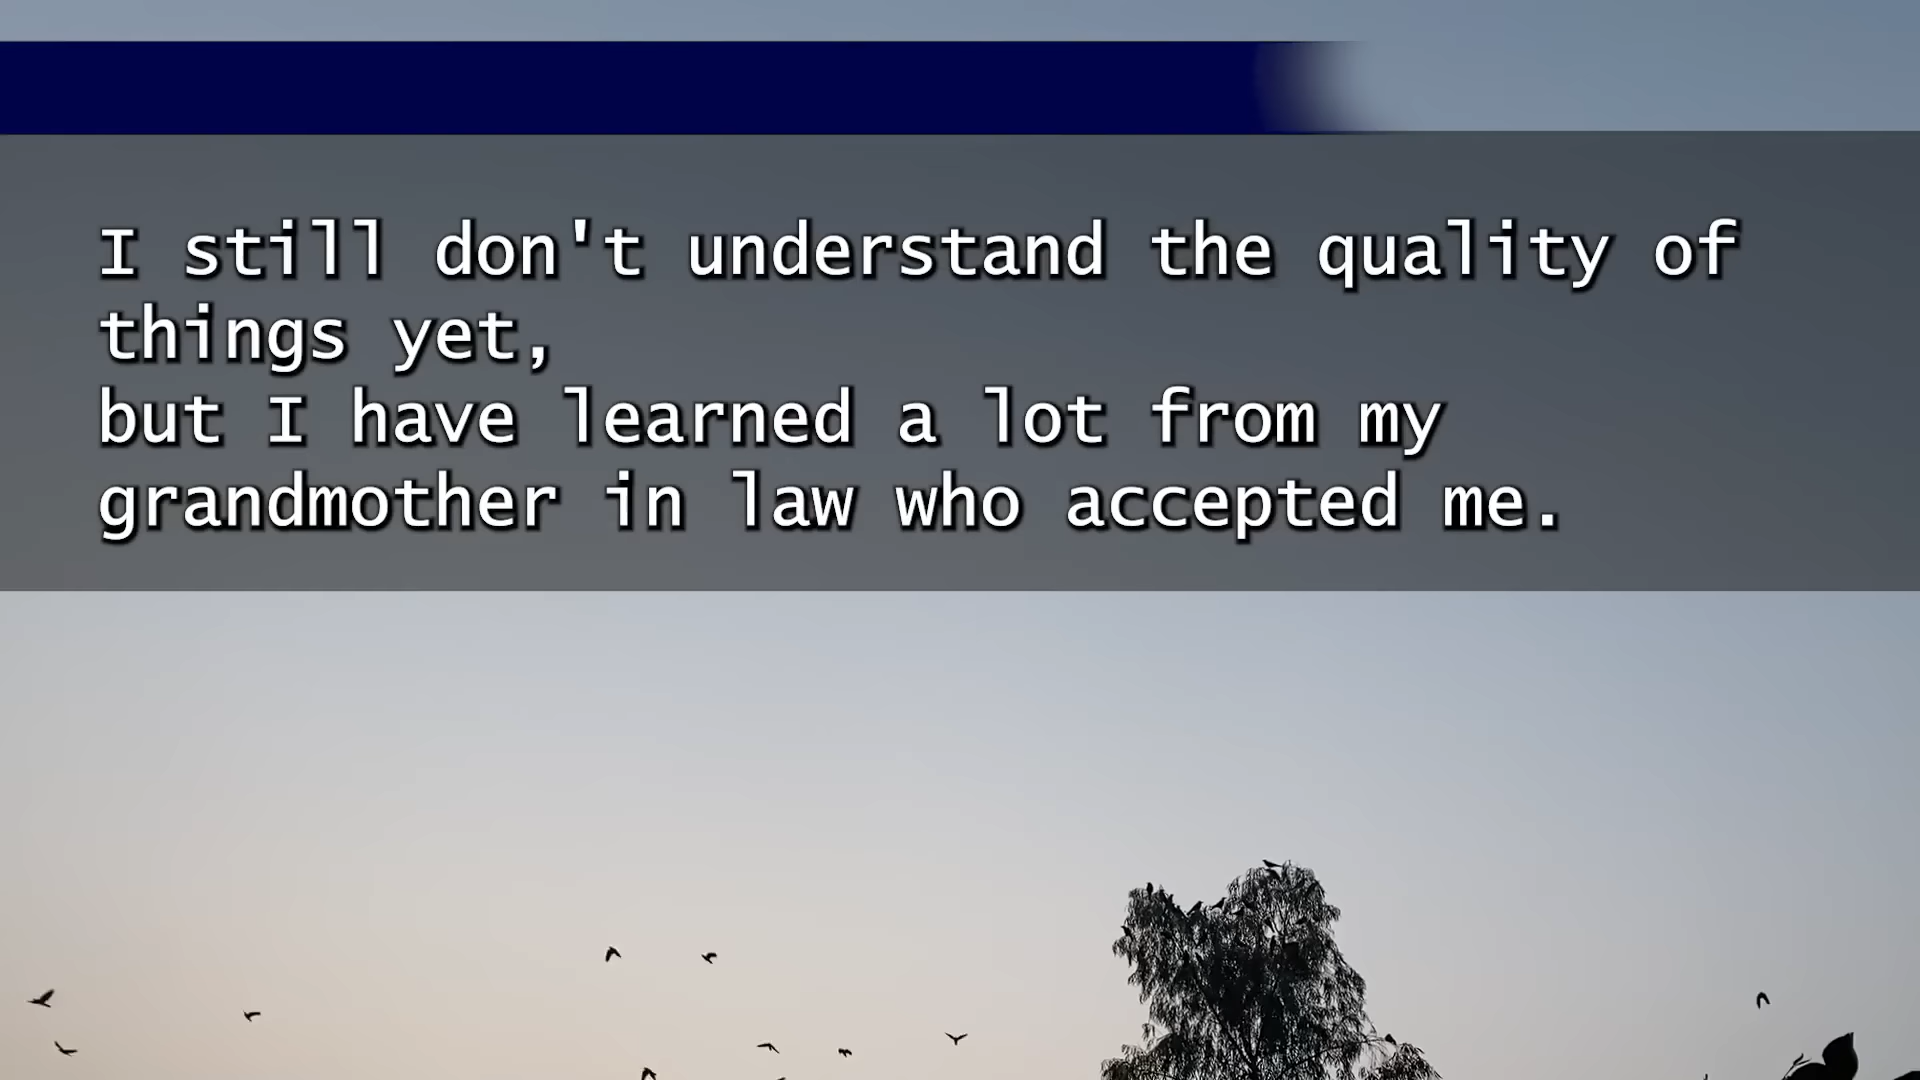 I still don't understand the quality of
things yet,
but I have learned a lot from my
grandmother in law who accepted me.